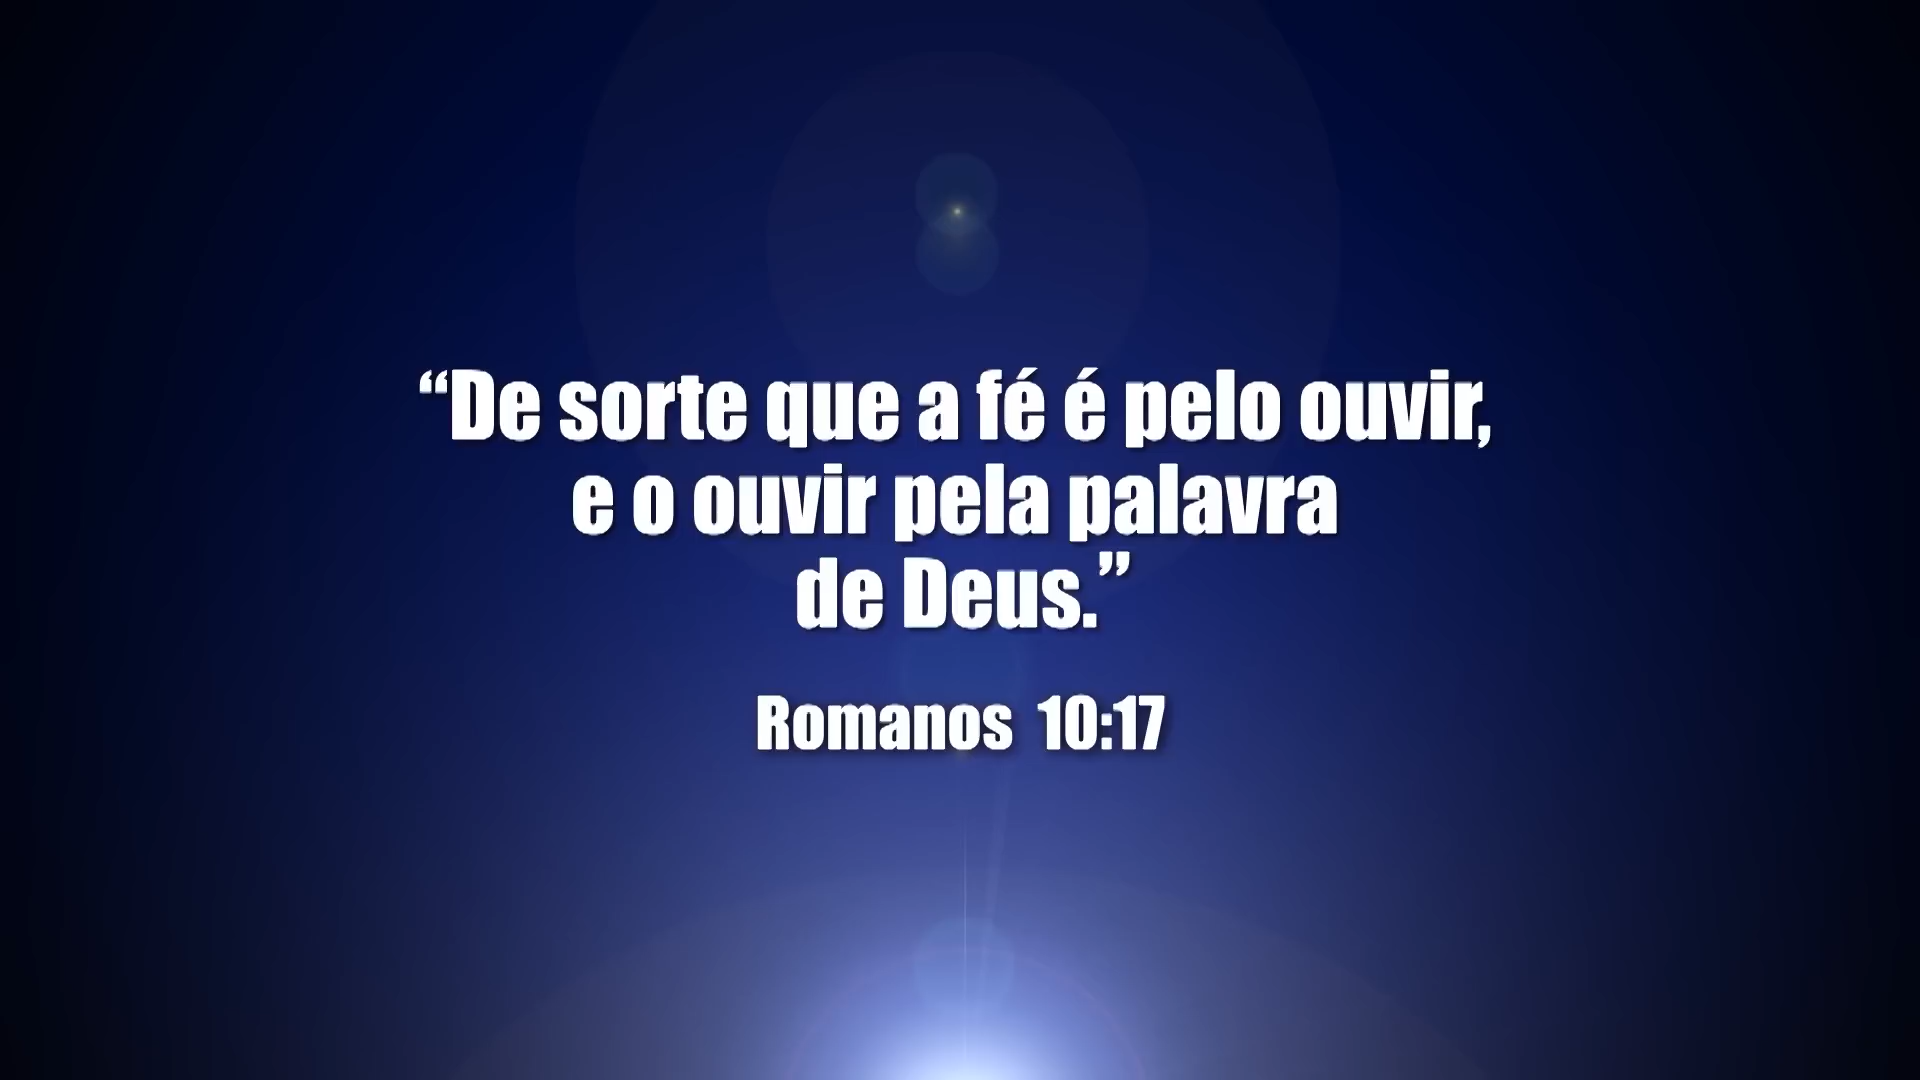 “De sorte que a fé é pelo ouvir,
e o ouvir pela palavra
de Deus.”
Romanos 10:17